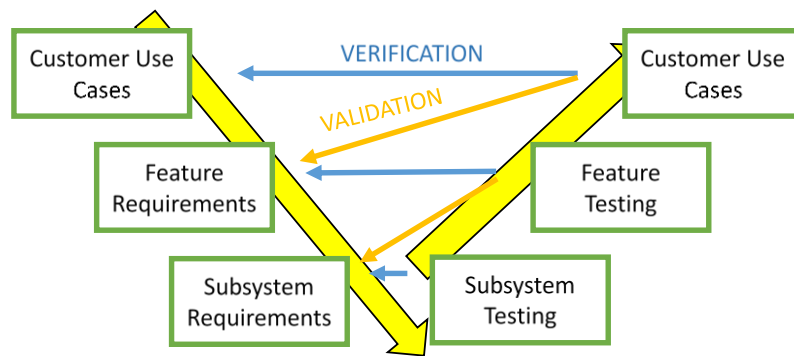 Customer Use
Cases
VERIFICATION
Customer Use
Cases
VALIDATION
Feature
Requirements
Feature
Testing
Subsystem
Requirements
Subsystem
Testing